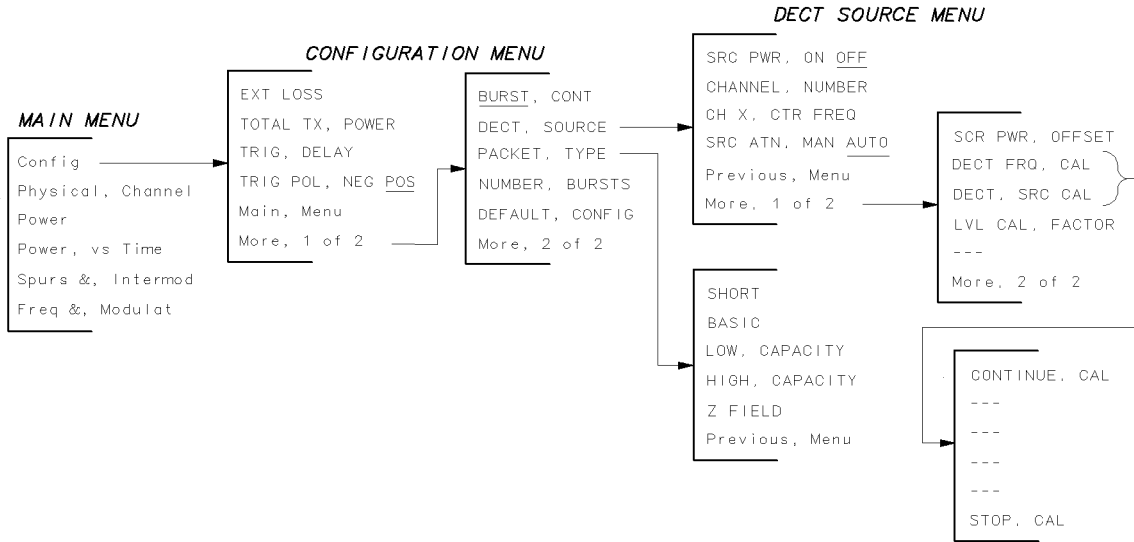 MAIN MENU
Config
Physical, Channel
Power
Power, vs Time
Spurs &, Intermod
Freq &, Modulat
CONFIGURATION MENU
EXT LOSS
TOTAL TX, POWER
TRIG, DELAY
TRIG POL, NEG POS
Main, Menu
More, 1 of 2
BURST, CONT
DECT, SOURCE
PACKET, TYPE
NUMBER, BURSTS
DEFAULT, CONFIG
More, 2 of 2
DECT SOURCE MENU
SRC PWR, ON OFF
CHANNEL, NUMBER
CH X, CTR FREQ
SRC ATN, MAN AUTO
Previous, Menu
More, 1 of 2
SCR PWR, OFFSET
DECT FRQ, CAL
DECT, SRC CAL
LVL CAL, FACTOR
---
More, 2 of 2
SHORT
BASIC
LOW, CAPACITY
HIGH, CAPACITY
Z FIELD
Previous, Menu
CONTINUE, CAL
---
---
---
---
STOP, CAL